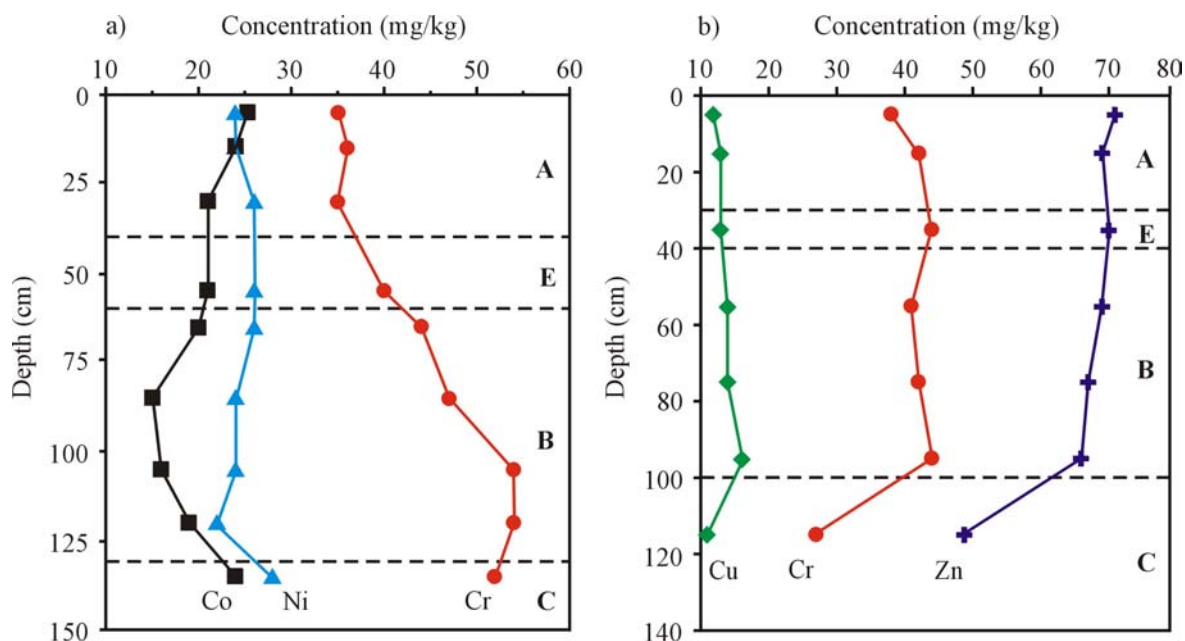 a) Concentration (mg/kg)
10 20 30 40 50 60
0
25
50
75
100
125
150
Depth (cm)
A
E
B
C
Co Ni Cr
b) Concentration (mg/kg)
10 20 40 50 60 70 80
0
20
40
60
80
100
120
140
Depth (cm)
A
E
B
C
Cu Cr Zn